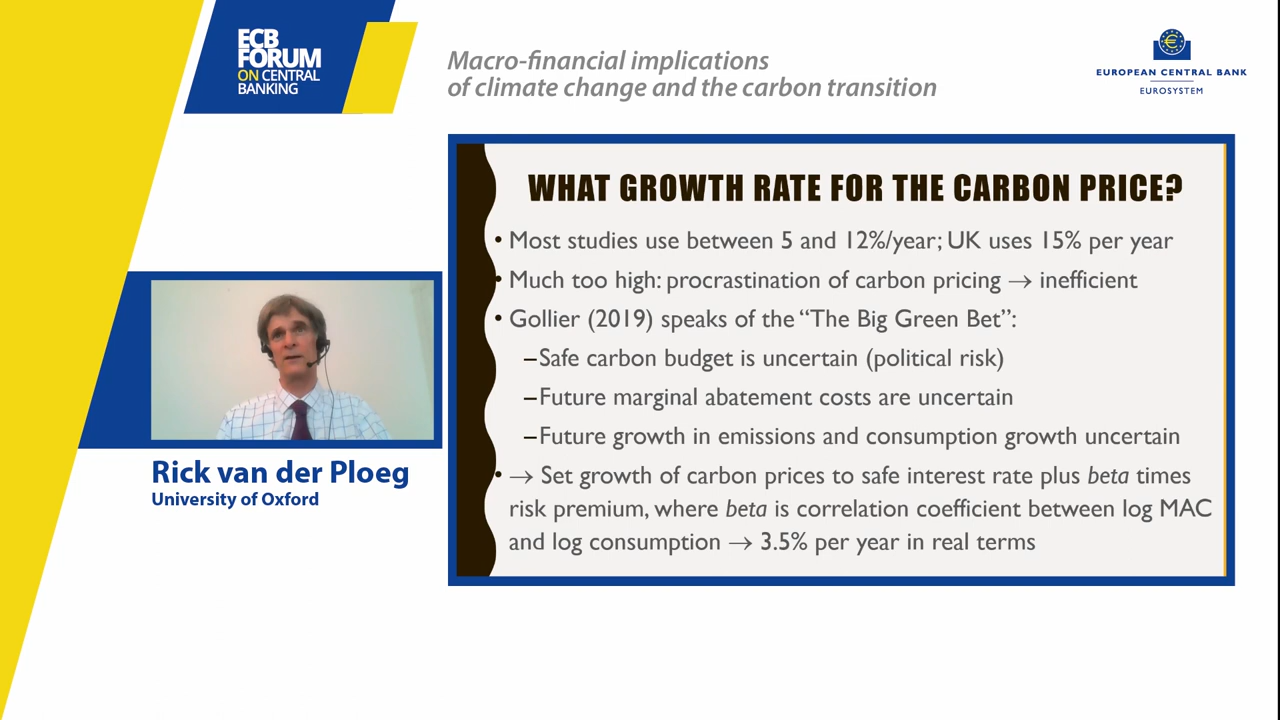 ECB
FORUM
ON CENTRAL
BANKING
Macro-financial implications
of climate change and the carbon transition
EUROPEAN CENTRAL BANK
EUROSYSTEM
WHAT GROWTH RATE FOR THE CARBON PRICE?
• Most studies use between 5 and 12%/year; UK uses 15% per year
• Much too high: procrastination of carbon pricing → inefficient
• Gollier (2019) speaks of the “The Big Green Bet”:
–Safe carbon budget is uncertain (political risk)
–Future marginal abatement costs are uncertain
–Future growth in emissions and consumption growth uncertain
• → Set growth of carbon prices to safe interest rate plus beta times
risk premium, where beta is correlation coefficient between log MAC
and log consumption → 3.5% per year in real terms
Rick van der Ploeg
University of Oxford